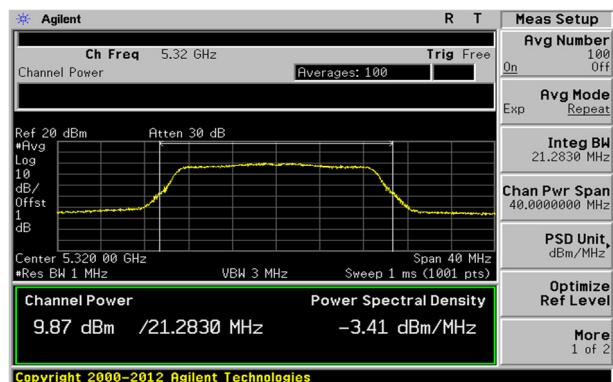 Agilent R T
Ch Freq 5.32 GHz Trig Free
Channel Power Averages: 100
Ref 20 dBm Atten 30 dB
#Avg
Log
10
dB/
Offst
1
dB
Center 5.320 00 GHz Span 40 MHz
#Res BW 1 MHz VBW 3 MHz Sweep 1 ms (1001 pts)
Channel Power Power Spectral Density
9.87 dBm /21.2830 MHz -3.41 dBm/MHz
Copyright 2000-2012 Agilent Technologies
Meas Setup
Avg Number
100
On Off
Avg Mode
Exp Repeat
Integ BW
21.2830 MHz
Chan Pwr Span
40.0000000 MHz
PSD Unit
dBm/MHz
Optimize
Ref Level
More
1 of 2